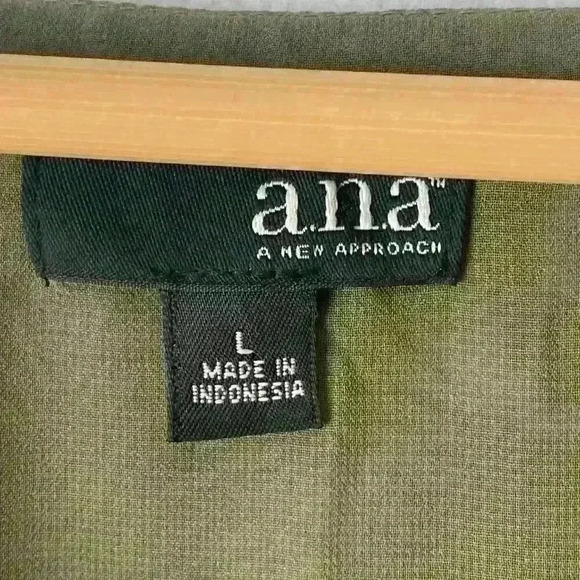 a.n.a™
A NEW APPROACH
L
MADE IN
INDONESIA